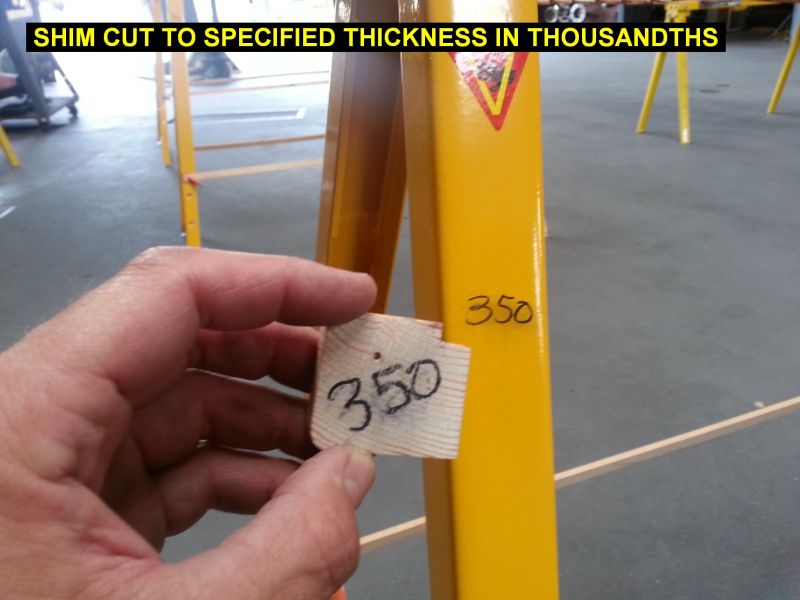 SHIM CUT TO SPECIFIED THICKNESS IN THOUSANDTHS
350
350